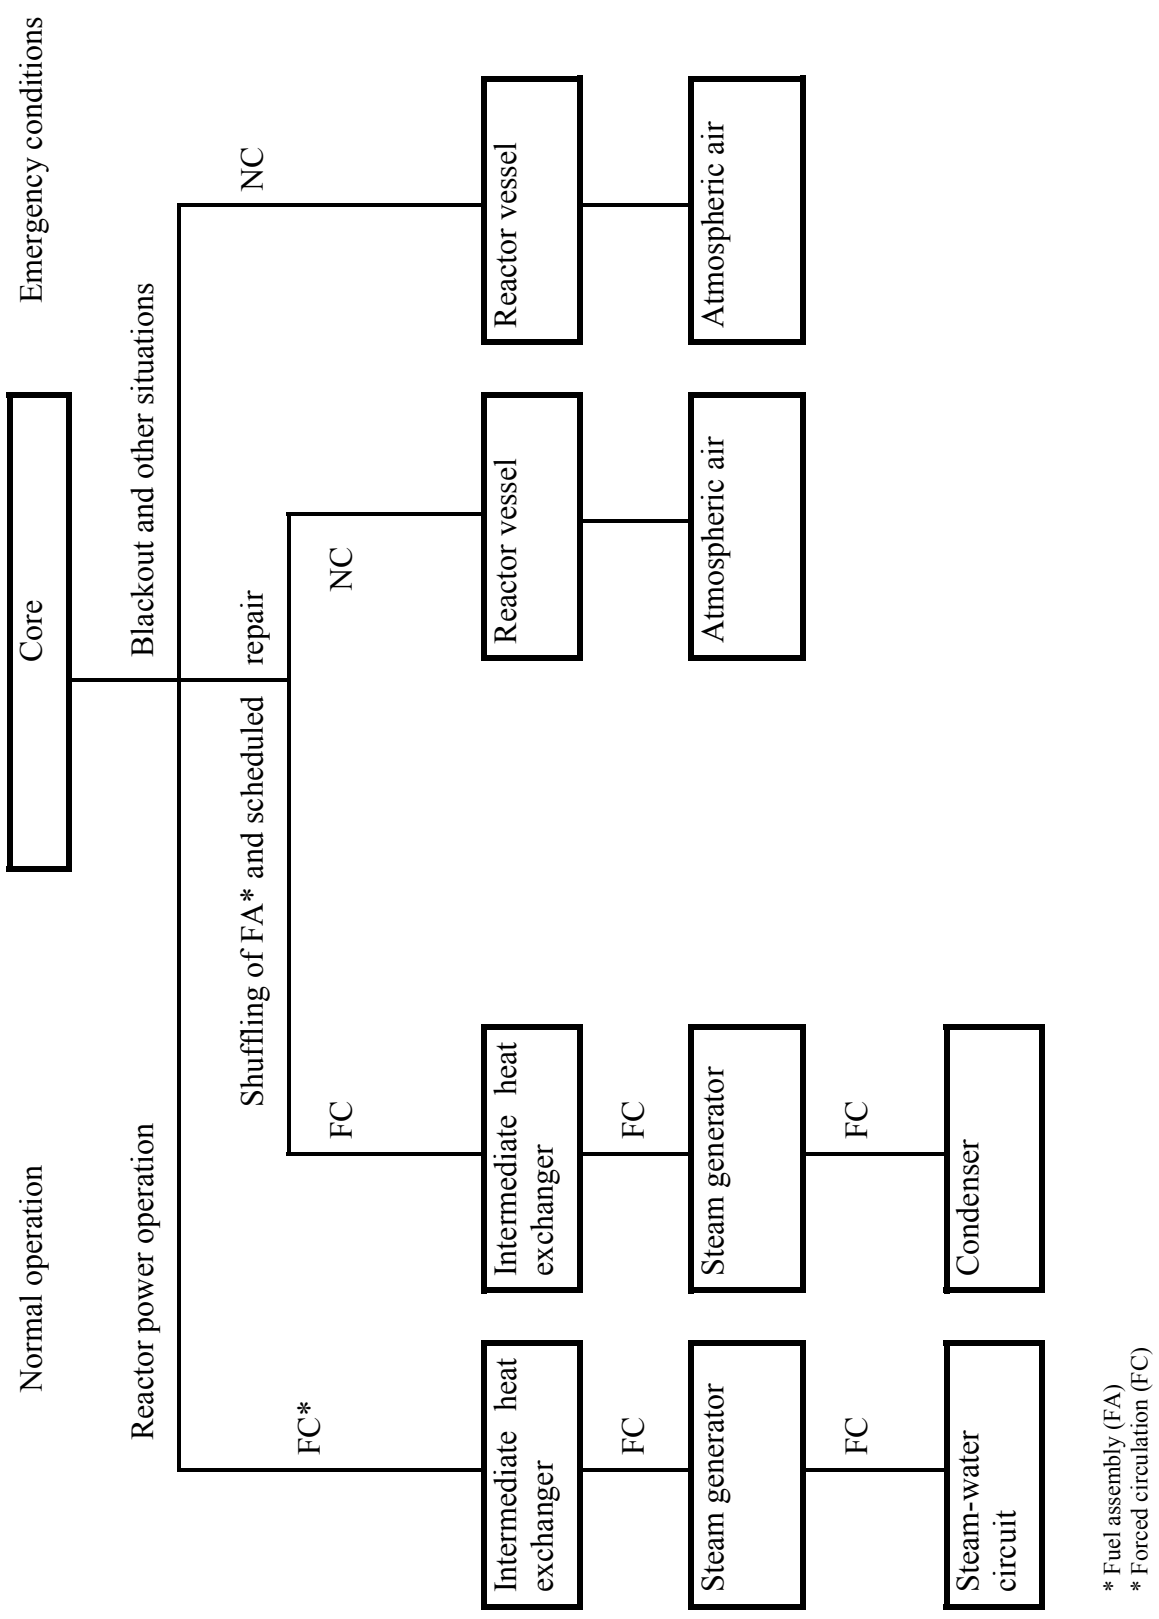 Core
Normal operation
Emergency conditions
Reactor power operation
Blackout and other situations
Shuffling of FA* and scheduled
repair
FC*
FC
NC
NC
Intermediate heat
exchanger
Intermediate heat
exchanger
Reactor vessel
Reactor vessel
FC
FC
Steam generator
Steam generator
Atmospheric air
Atmospheric air
FC
FC
Steam-water
circuit
Condenser
* Fuel assembly (FA)
* Forced circulation (FC)